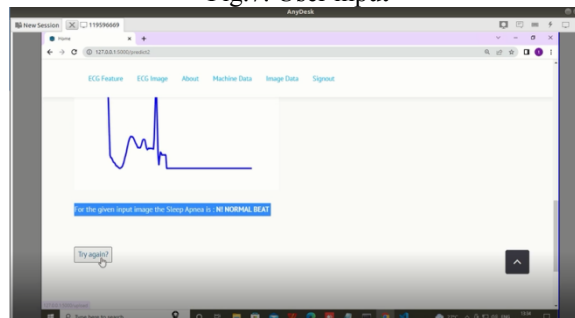 Fig.7. User input
AnyDesk
New Session 119596669
Home
127.0.0.1:5000/predict2
ECG Feature ECG Image About Machine Data Image Data Signout
For the given input image the Sleep Apnea is : N! NORMAL BEAT
Try again?
Type here to search